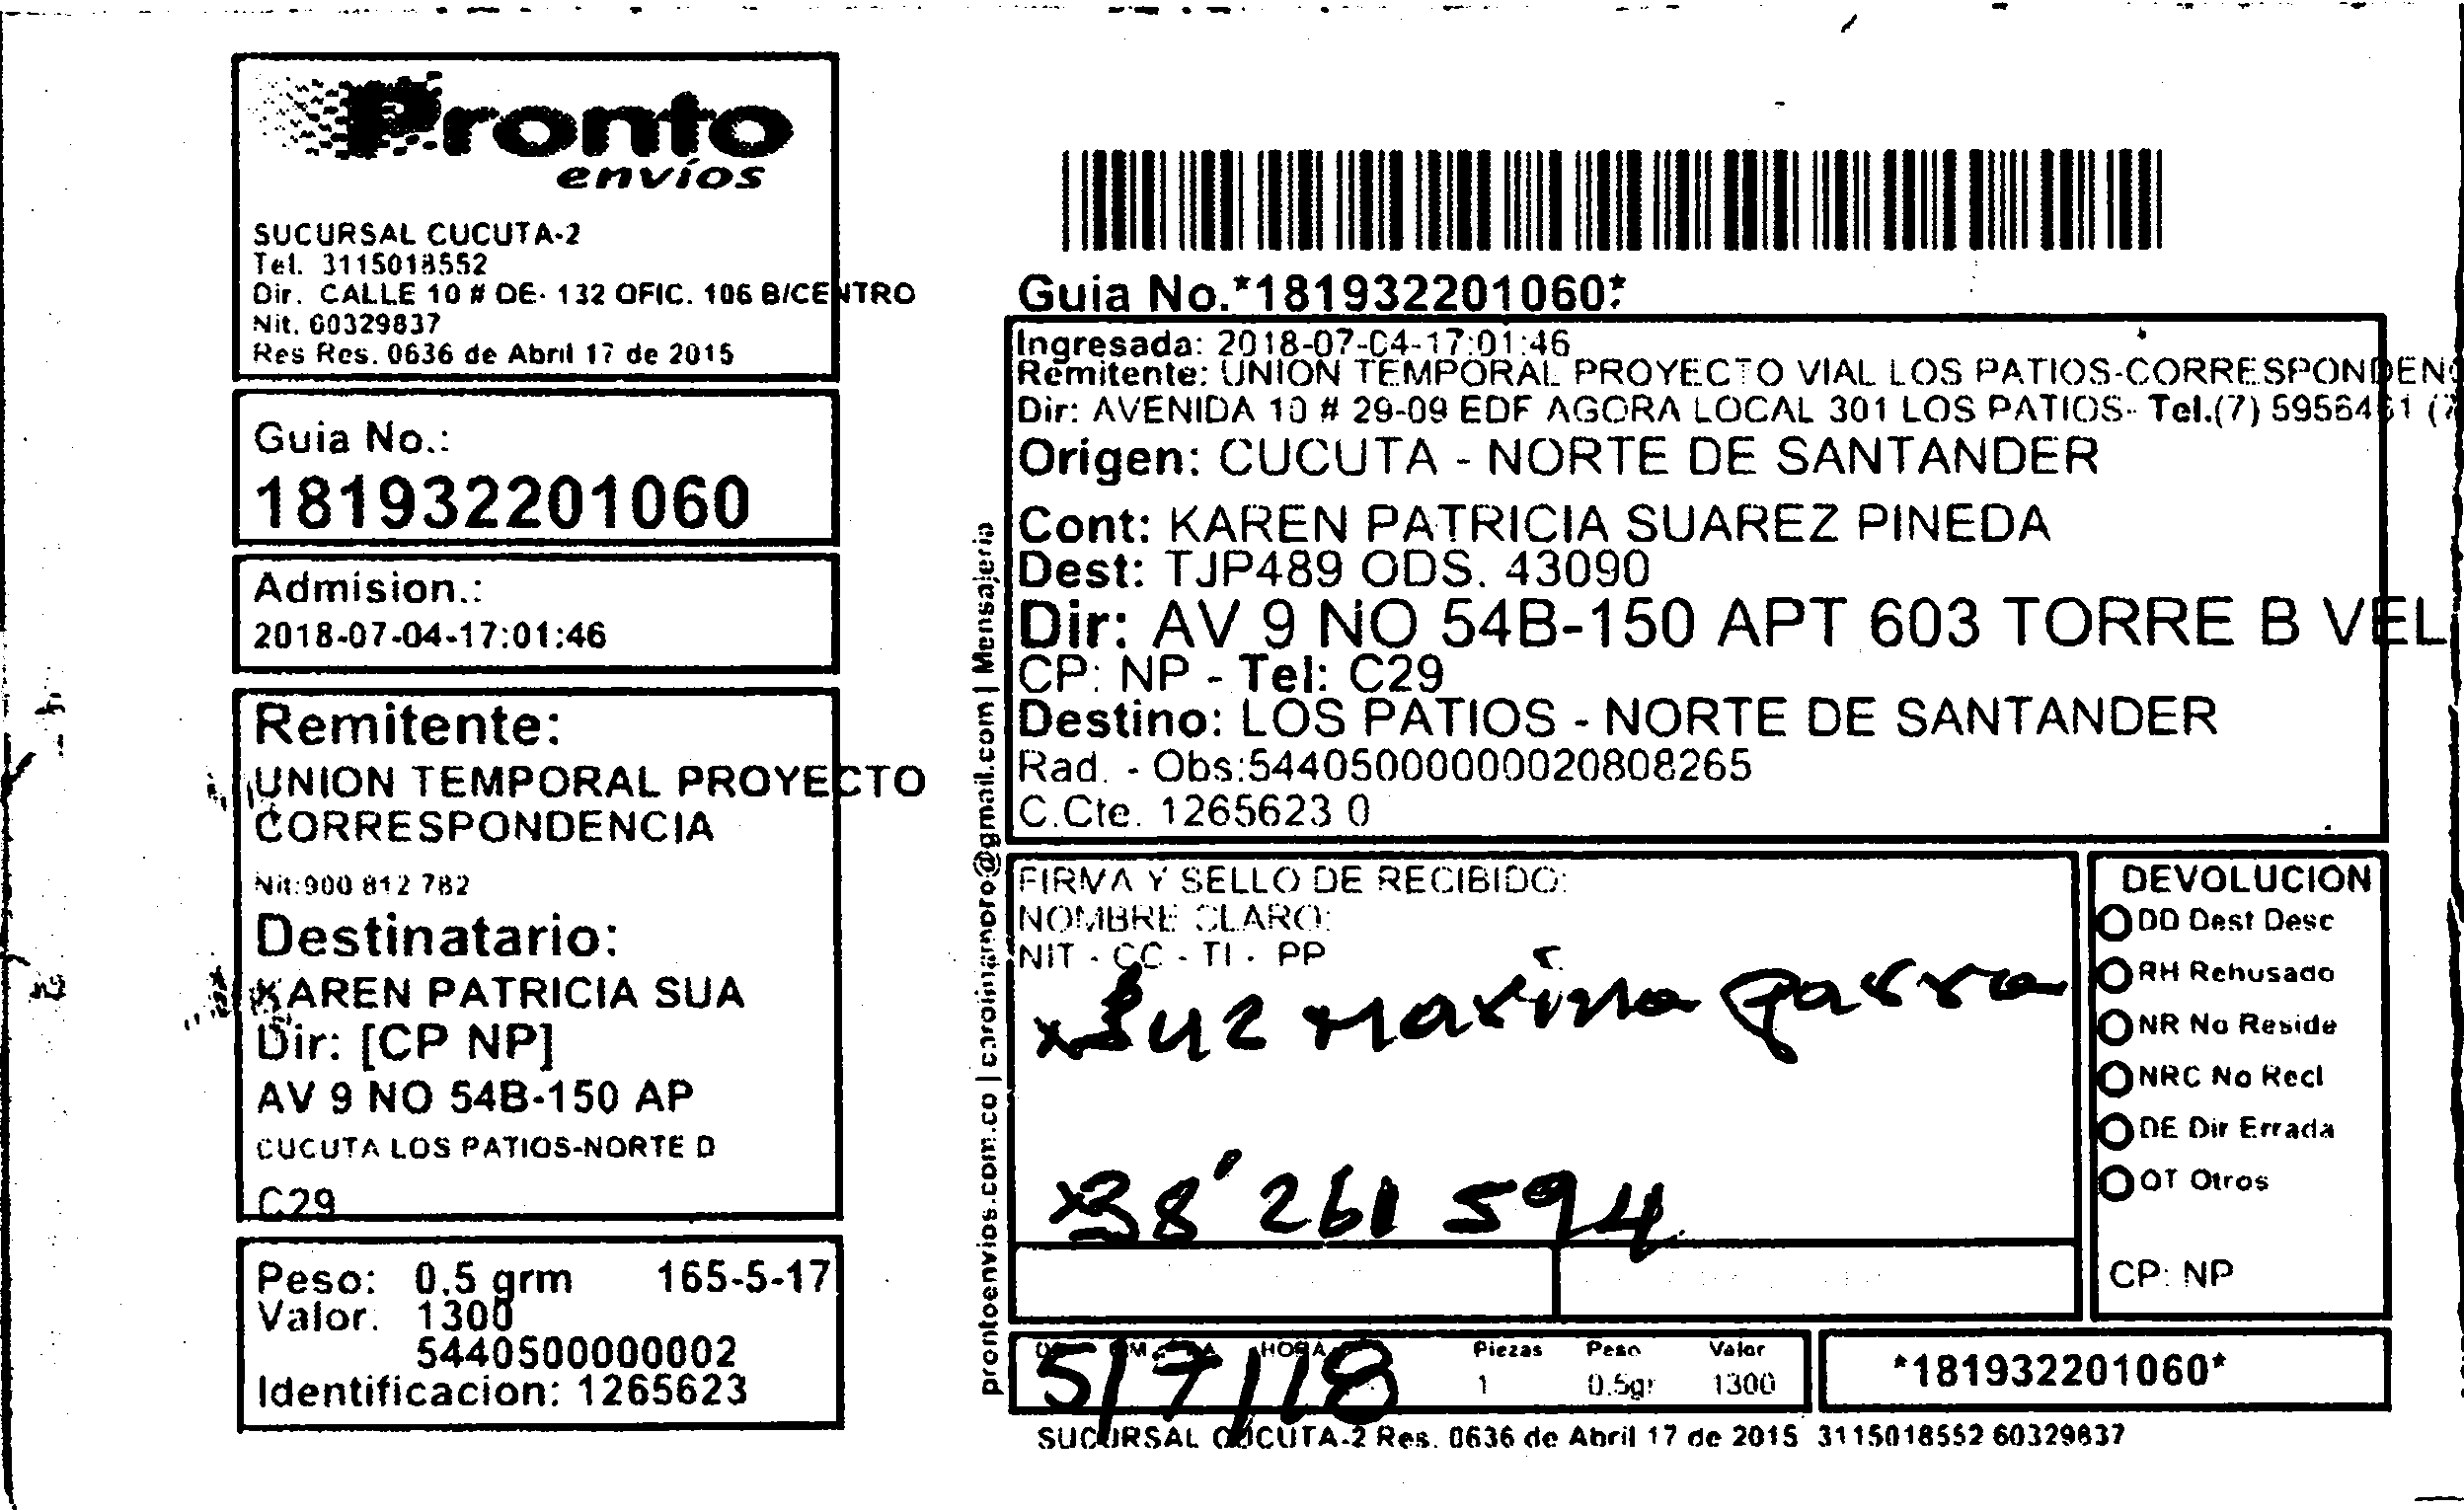 Pronto
envíos
SUCURSAL CUCUTA-2
Tel. 3115018552
Dir. CALLE 10 # OE- 132 OFIC. 106 B/CENTRO
Nit. 60329837
Res Res. 0636 de Abril 17 de 2015
Guia No.:
181932201060
Admision.:
2018-07-04-17:01:46
Remitente:
UNION TEMPORAL PROYECTO
CORRESPONDENCIA
Nit:900 812 782
Destinatario:
KAREN PATRICIA SUA
Dir: [CP NP]
AV 9 NO 54B-150 AP
CUCUTA LOS PATIOS-NORTE D
C29
Peso: 0.5 grm 165-5-17
Valor. 1300
5440500000002
Identificacion: 1265623
Guia No.*181932201060*
Ingresada: 2018-07-04-17:01:46
Remitente: UNION TEMPORAL PROYECTO VIAL LOS PATIOS-CORRESPONDENC
Dir: AVENIDA 10 # 29-09 EDF AGORA LOCAL 301 LOS PATIOS- Tel.(7) 5956461 (7
Origen: CUCUTA - NORTE DE SANTANDER
Cont: KAREN PATRICIA SUAREZ PINEDA
Dest: TJP489 ODS. 43090
Dir: AV 9 NO 54B-150 APT 603 TORRE B VEL
CP: NP - Tel: C29
Destino: LOS PATIOS - NORTE DE SANTANDER
Rad. - Obs:544050000000020808265
C.Cte. 1265623 0
FIRMA Y SELLO DE RECIBIDO:
NOMBRE CLARO:
NIT - CC - TI - PP
x Luz Marina Parra
x38'261 594
DEVOLUCION
DD Dest Desc
RH Rehusado
NR No Reside
NRC No Recl
DE Dir Errada
OT Otros
CP: NP
HORA Piezas Peso Valor
5/7/18 1 0.5gr 1300
*181932201060*
SUCURSAL CUCUTA-2 Res. 0636 de Abril 17 de 2015 3115018552 60329837